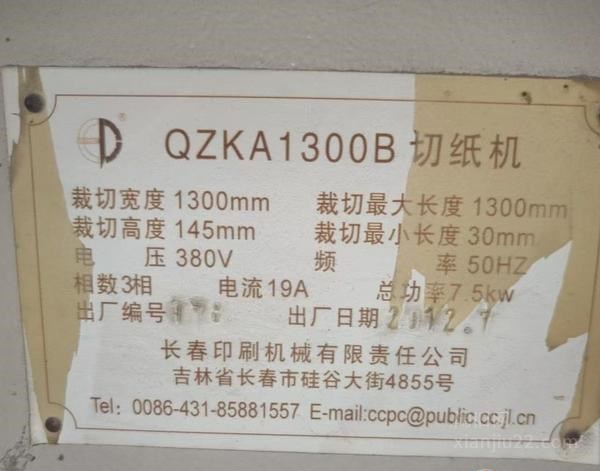 QZKA1300B 切纸机
裁切宽度 1300mm 裁切最大长度 1300mm
裁切高度 145mm 裁切最小长度 30mm
电 压 380V 频 率 50HZ
相数3相 电流19A 总功率7.5kw
出厂编号 出厂日期 2012.7
长春印刷机械有限责任公司
吉林省长春市硅谷大街4855号
Tel: 0086-431-85881557 E-mail:ccpc@public.cc.jl.cn
xianjiu22.com